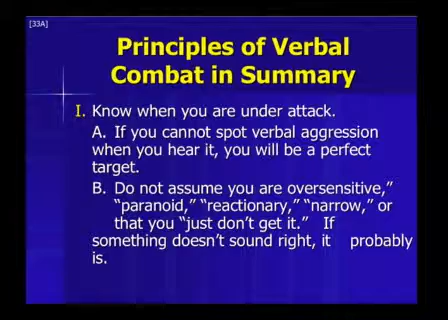 [33A]
Principles of Verbal
Combat in Summary
I. Know when you are under attack.
A. If you cannot spot verbal aggression
when you hear it, you will be a perfect
target.
B. Do not assume you are oversensitive,”
“paranoid,” “reactionary,” “narrow,” or
that you “just don’t get it.” If
something doesn’t sound right, it probably
is.